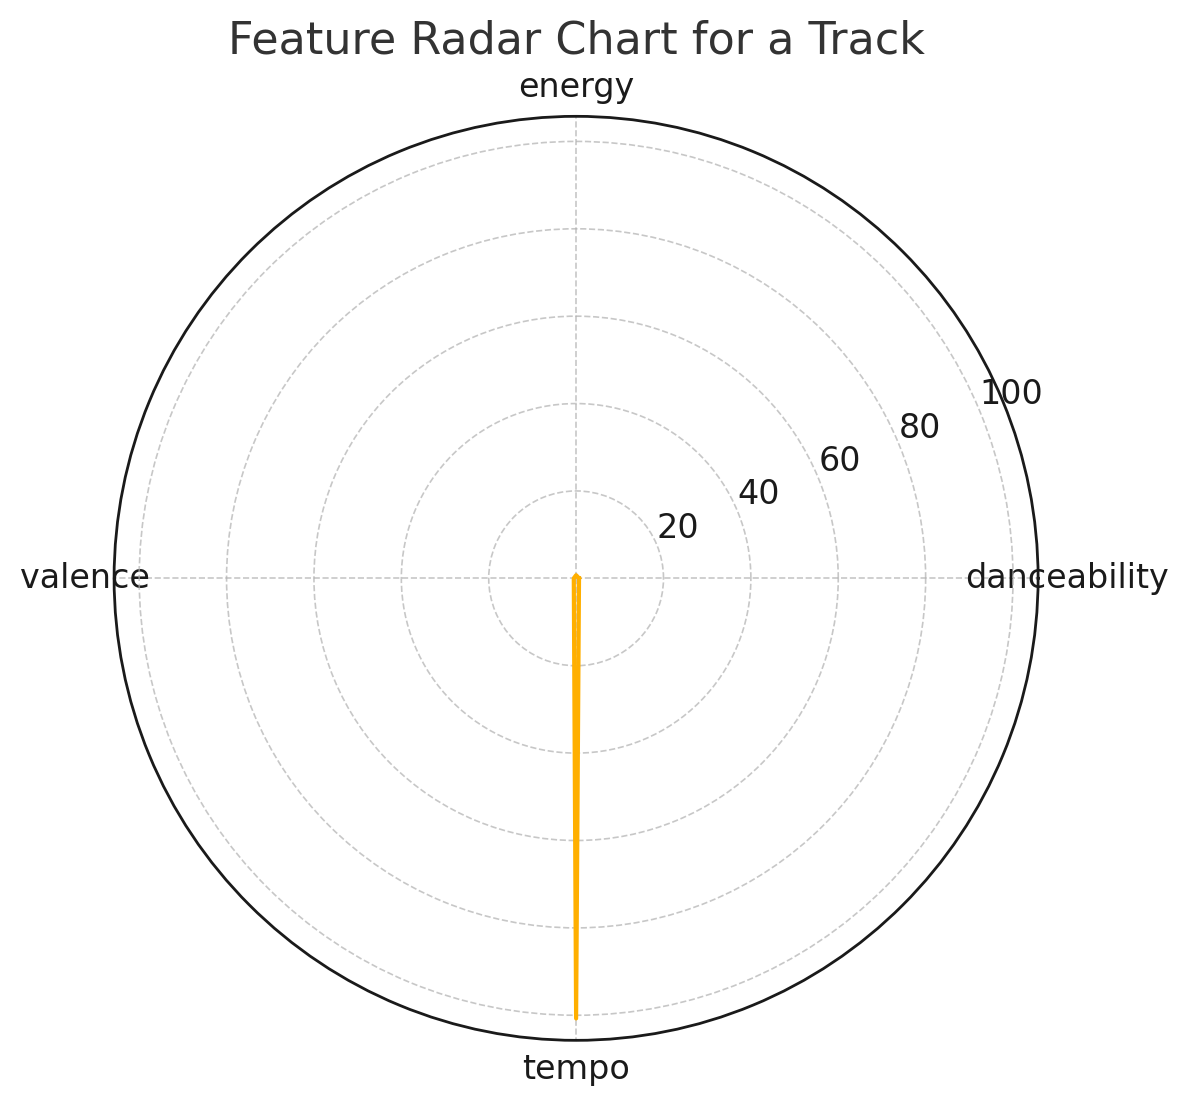 Feature Radar Chart for a Track
energy
100
80
60
40
20
valence
danceability
tempo